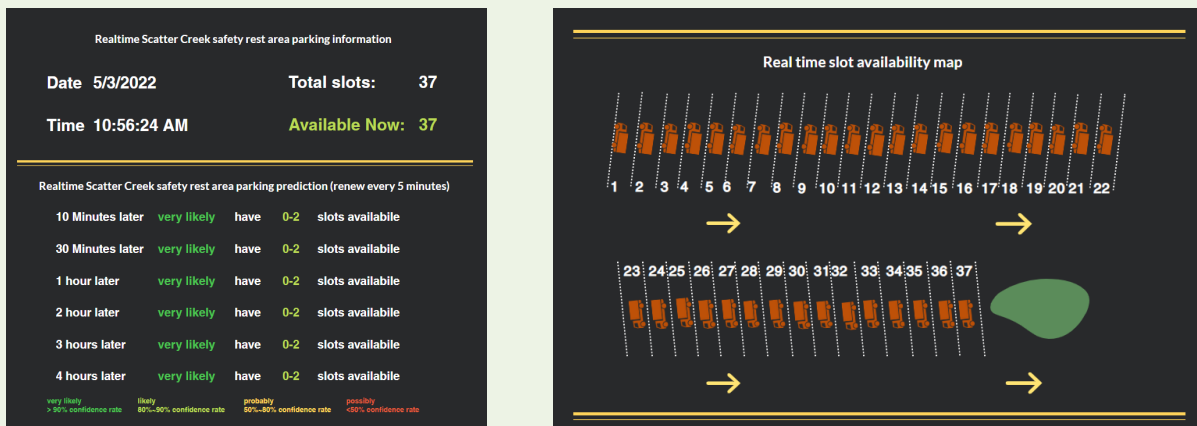 Realtime Scatter Creek safety rest area parking information
Date 5/3/2022 Total slots: 37
Time 10:56:24 AM Available Now: 37
Realtime Scatter Creek safety rest area parking prediction (renew every 5 minutes)
10 Minutes later very likely have 0-2 slots availabile
30 Minutes later very likely have 0-2 slots availabile
1 hour later very likely have 0-2 slots availabile
2 hour later very likely have 0-2 slots availabile
3 hours later very likely have 0-2 slots availabile
4 hours later very likely have 0-2 slots availabile
very likely likely probably possibly
> 90% confidence rate 80%~90% confidence rate 50%~80% confidence rate <50% confidence rate
Real time slot availability map
1 2 3 4 5 6 7 8 9 10 11 12 13 14 15 16 17 18 19 20 21 22
23 24 25 26 27 28 29 30 31 32 33 34 35 36 37